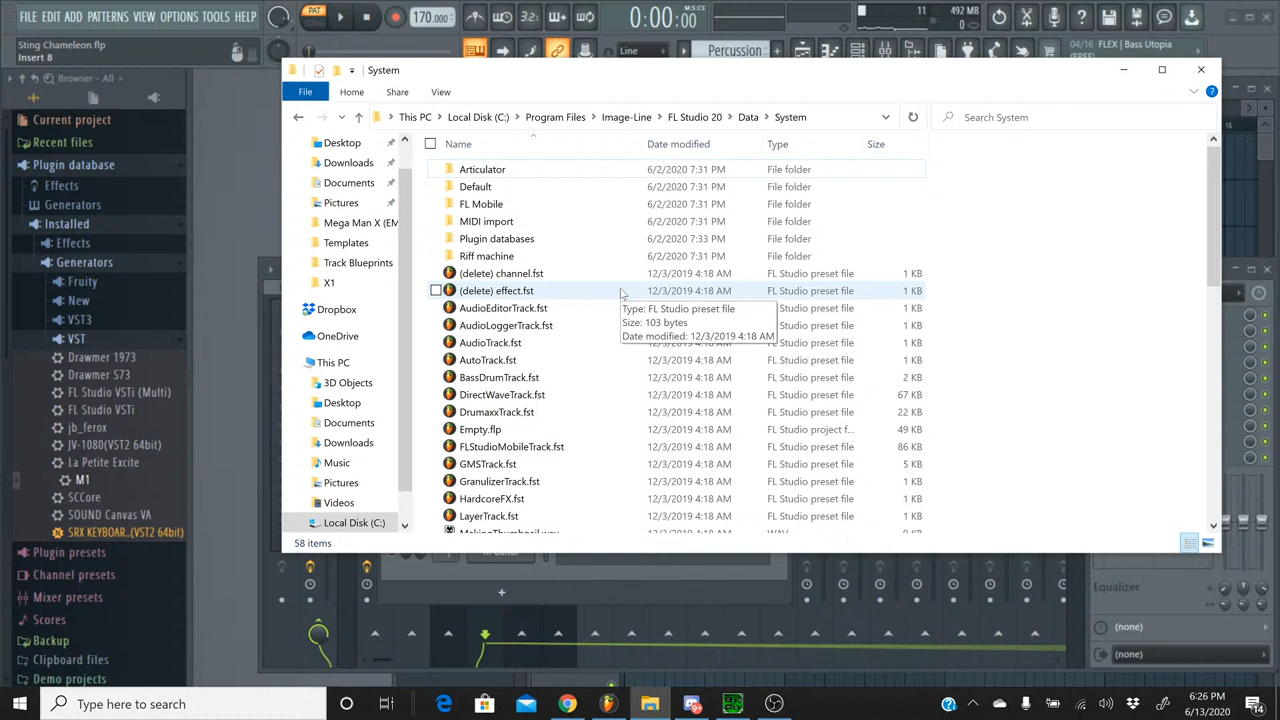 FILE EDIT ADD PATTERNS VIEW OPTIONS TOOLS HELP
PAT
SONG
170.000
3.2
0:00:00
11
492 MB
0
Sting Chameleon.flp
Insert 8
Line
Percussion
04/16 FLEX | Bass Utopia
(FREE)
Browser - All
Current project
Recent files
Plugin database
Effects
Generators
Installed
Effects
Generators
Fruity
New
VST3
VST
Drawmer 1973
Drawmer S73
FL Studio VSTi (Multi)
FL Studio VSTi
jb_ferox
JV-1080(VST2 64bit)
La Petite Excite
M1
SCCore
SOUND Canvas VA
SRX KEYBOAR..(VST2 64bit)
Plugin presets
Channel presets
Mixer presets
Scores
Backup
Clipboard files
Demo projects
System
File
Home
Share
View
This PC
Local Disk (C:)
Program Files
Image-Line
FL Studio 20
Data
System
Search System
Desktop
Downloads
Documents
Pictures
Mega Man X (EM
Templates
Track Blueprints
X1
Dropbox
OneDrive
This PC
3D Objects
Desktop
Documents
Downloads
Music
Pictures
Videos
Local Disk (C:)
Name Date modified Type Size
Articulator 6/2/2020 7:31 PM File folder
Default 6/2/2020 7:31 PM File folder
FL Mobile 6/2/2020 7:31 PM File folder
MIDI import 6/2/2020 7:31 PM File folder
Plugin databases 6/2/2020 7:33 PM File folder
Riff machine 6/2/2020 7:31 PM File folder
(delete) channel.fst 12/3/2019 4:18 AM FL Studio preset file 1 KB
(delete) effect.fst 12/3/2019 4:18 AM FL Studio preset file 1 KB
AudioEditorTrack.fst FL Studio preset file 1 KB
AudioLoggerTrack.fst FL Studio preset file 1 KB
AudioTrack.fst FL Studio preset file 1 KB
Type: FL Studio preset file
Size: 103 bytes
Date modified: 12/3/2019 4:18 AM
AutoTrack.fst 12/3/2019 4:18 AM FL Studio preset file 1 KB
BassDrumTrack.fst 12/3/2019 4:18 AM FL Studio preset file 2 KB
DirectWaveTrack.fst 12/3/2019 4:18 AM FL Studio preset file 67 KB
DrumaxxTrack.fst 12/3/2019 4:18 AM FL Studio preset file 22 KB
Empty.flp 12/3/2019 4:18 AM FL Studio project f... 49 KB
FLStudioMobileTrack.fst 12/3/2019 4:18 AM FL Studio preset file 86 KB
GMSTrack.fst 12/3/2019 4:18 AM FL Studio preset file 5 KB
GranulizerTrack.fst 12/3/2019 4:18 AM FL Studio preset file 1 KB
HardcoreFX.fst 12/3/2019 4:18 AM FL Studio preset file 1 KB
LayerTrack.fst 12/3/2019 4:18 AM FL Studio preset file 1 KB
58 items
16
Equalizer
(none)
(none)
Type here to search
6:26 PM
6/13/2020
14